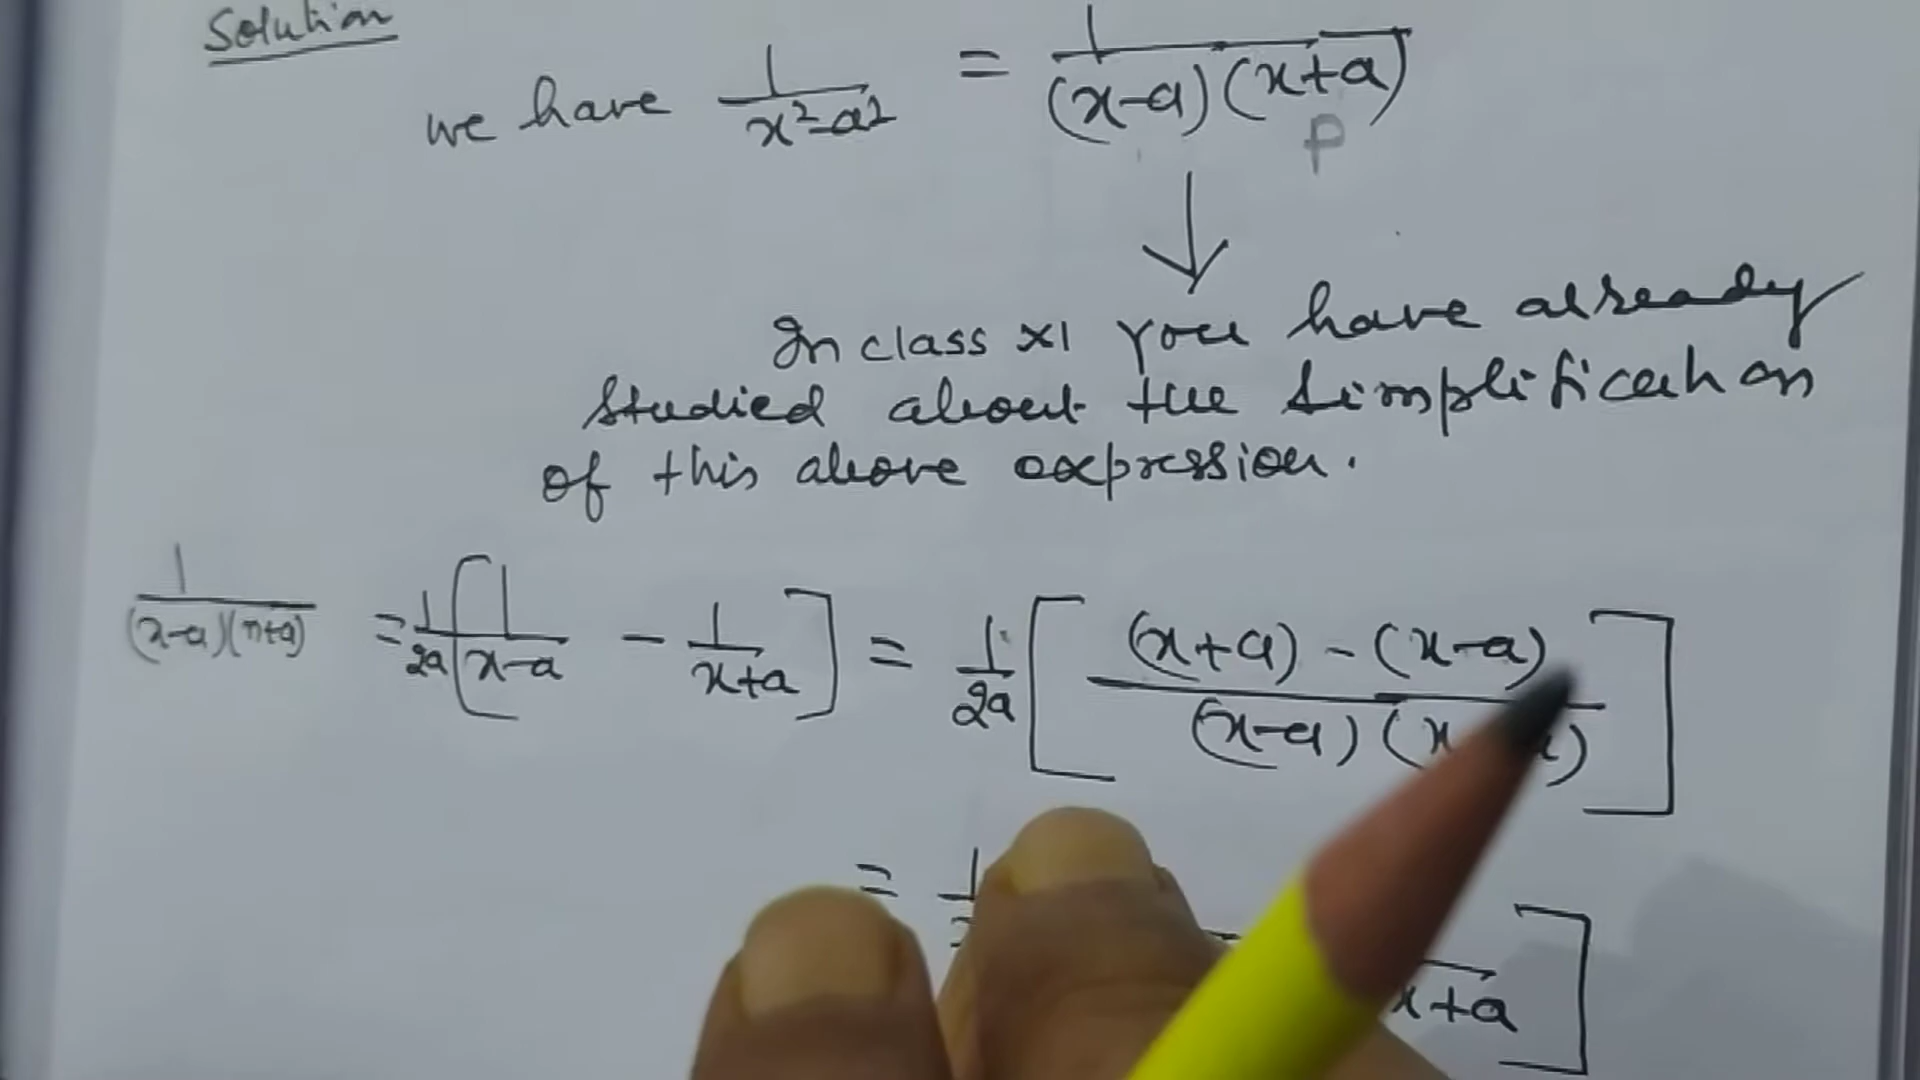 Solution
we have 1/(x²-a²) = 1/((x-a)(x+a))
P
In class XI you have already
studied about the simplification
of this above expression.
1/((x-a)(x+a)) = 1/2a [1/(x-a) - 1/(x+a)] = 1/2a [((x+a) - (x-a))/((x-a)(x a))]
= 1 - x+a ]